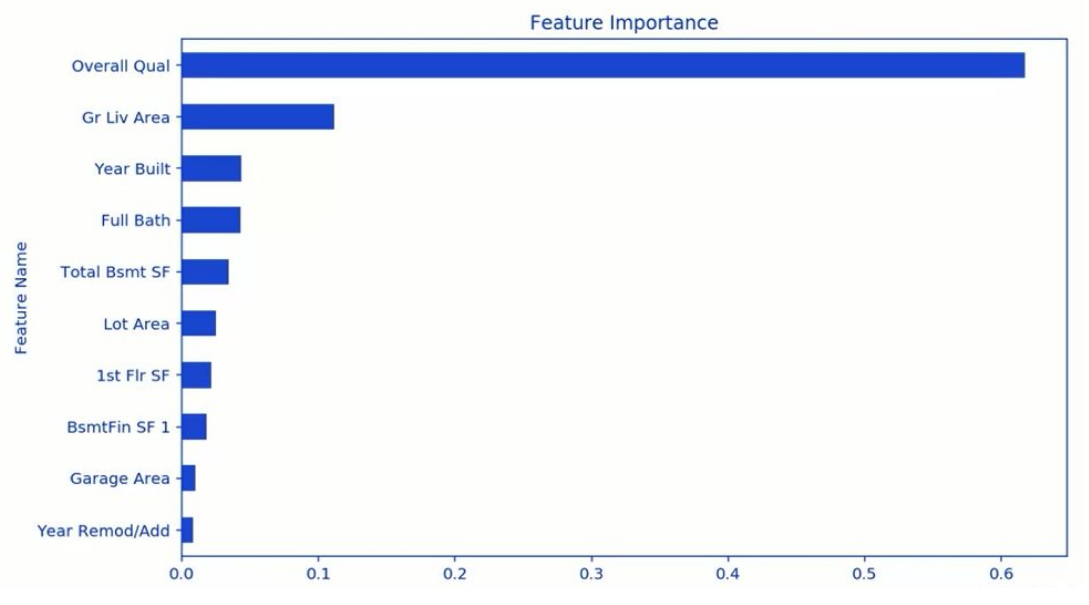 Feature Importance
Overall Qual
Gr Liv Area
Year Built
Full Bath
Total Bsmt SF
Lot Area
1st Flr SF
BsmtFin SF 1
Garage Area
Year Remod/Add
Feature Name
0.0 0.1 0.2 0.3 0.4 0.5 0.6